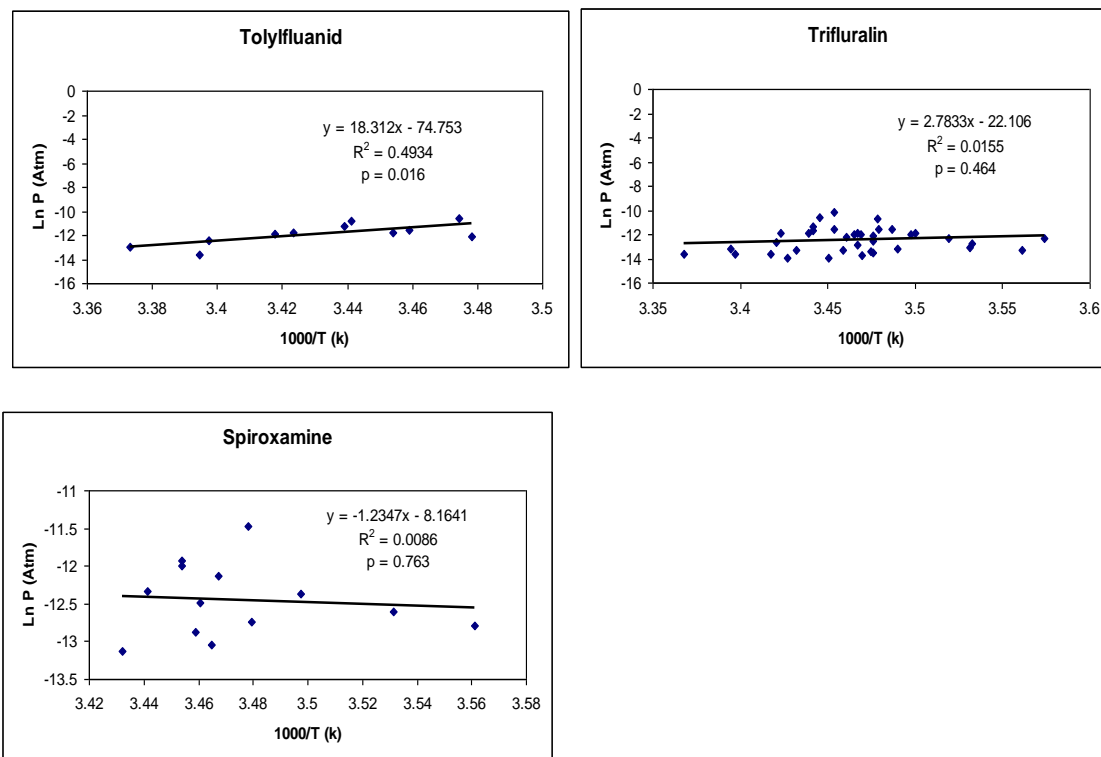 Tolylfluanid
0
-2
-4
-6
-8
-10
-12
-14
-16
3.36 3.38 3.4 3.42 3.44 3.46 3.48 3.5
Ln P (Atm)
1000/T (k)
y = 18.312x - 74.753
R² = 0.4934
p = 0.016
Trifluralin
0
-2
-4
-6
-8
-10
-12
-14
-16
3.35 3.4 3.45 3.5 3.55 3.6
Ln P (Atm)
1000/T (k)
y = 2.7833x - 22.106
R² = 0.0155
p = 0.464
Spiroxamine
-11
-11.5
-12
-12.5
-13
-13.5
3.42 3.44 3.46 3.48 3.5 3.52 3.54 3.56 3.58
Ln P (Atm)
1000/T (k)
y = -1.2347x - 8.1641
R² = 0.0086
p = 0.763